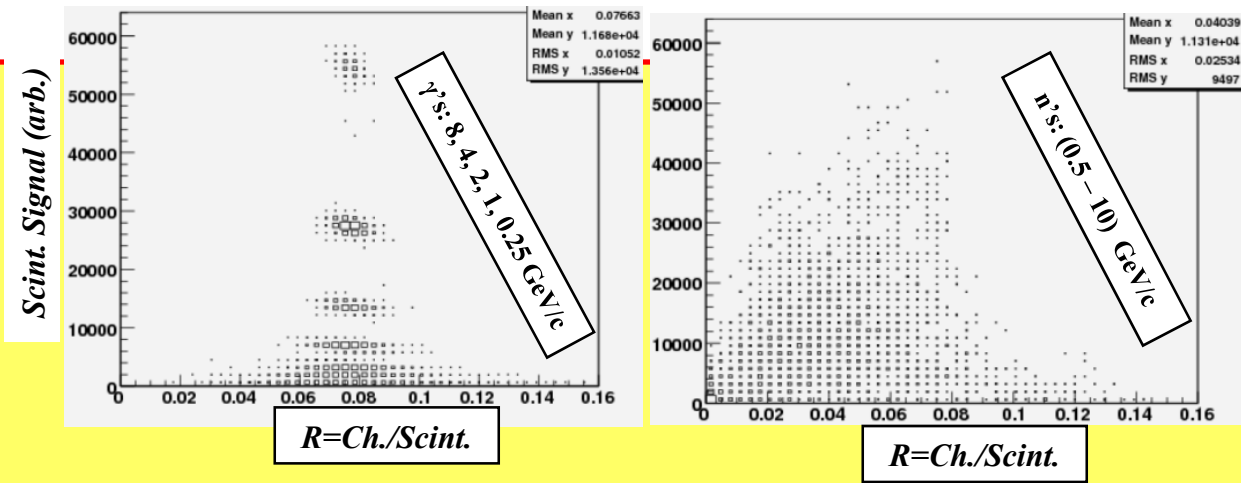 Scint. Signal (arb.)
60000
50000
40000
30000
20000
10000
0
0 0.02 0.04 0.06 0.08 0.1 0.12 0.14 0.16
Mean x 0.07663
Mean y 1.168e+04
RMS x 0.01052
RMS y 1.356e+04
γ's: 8, 4, 2, 1, 0.25 GeV/c
R=Ch./Scint.
60000
50000
40000
30000
20000
10000
0
0 0.02 0.04 0.06 0.08 0.1 0.12 0.14 0.16
Mean x 0.04039
Mean y 1.131e+04
RMS x 0.02534
RMS y 9497
n's: (0.5 – 10) GeV/c
R=Ch./Scint.